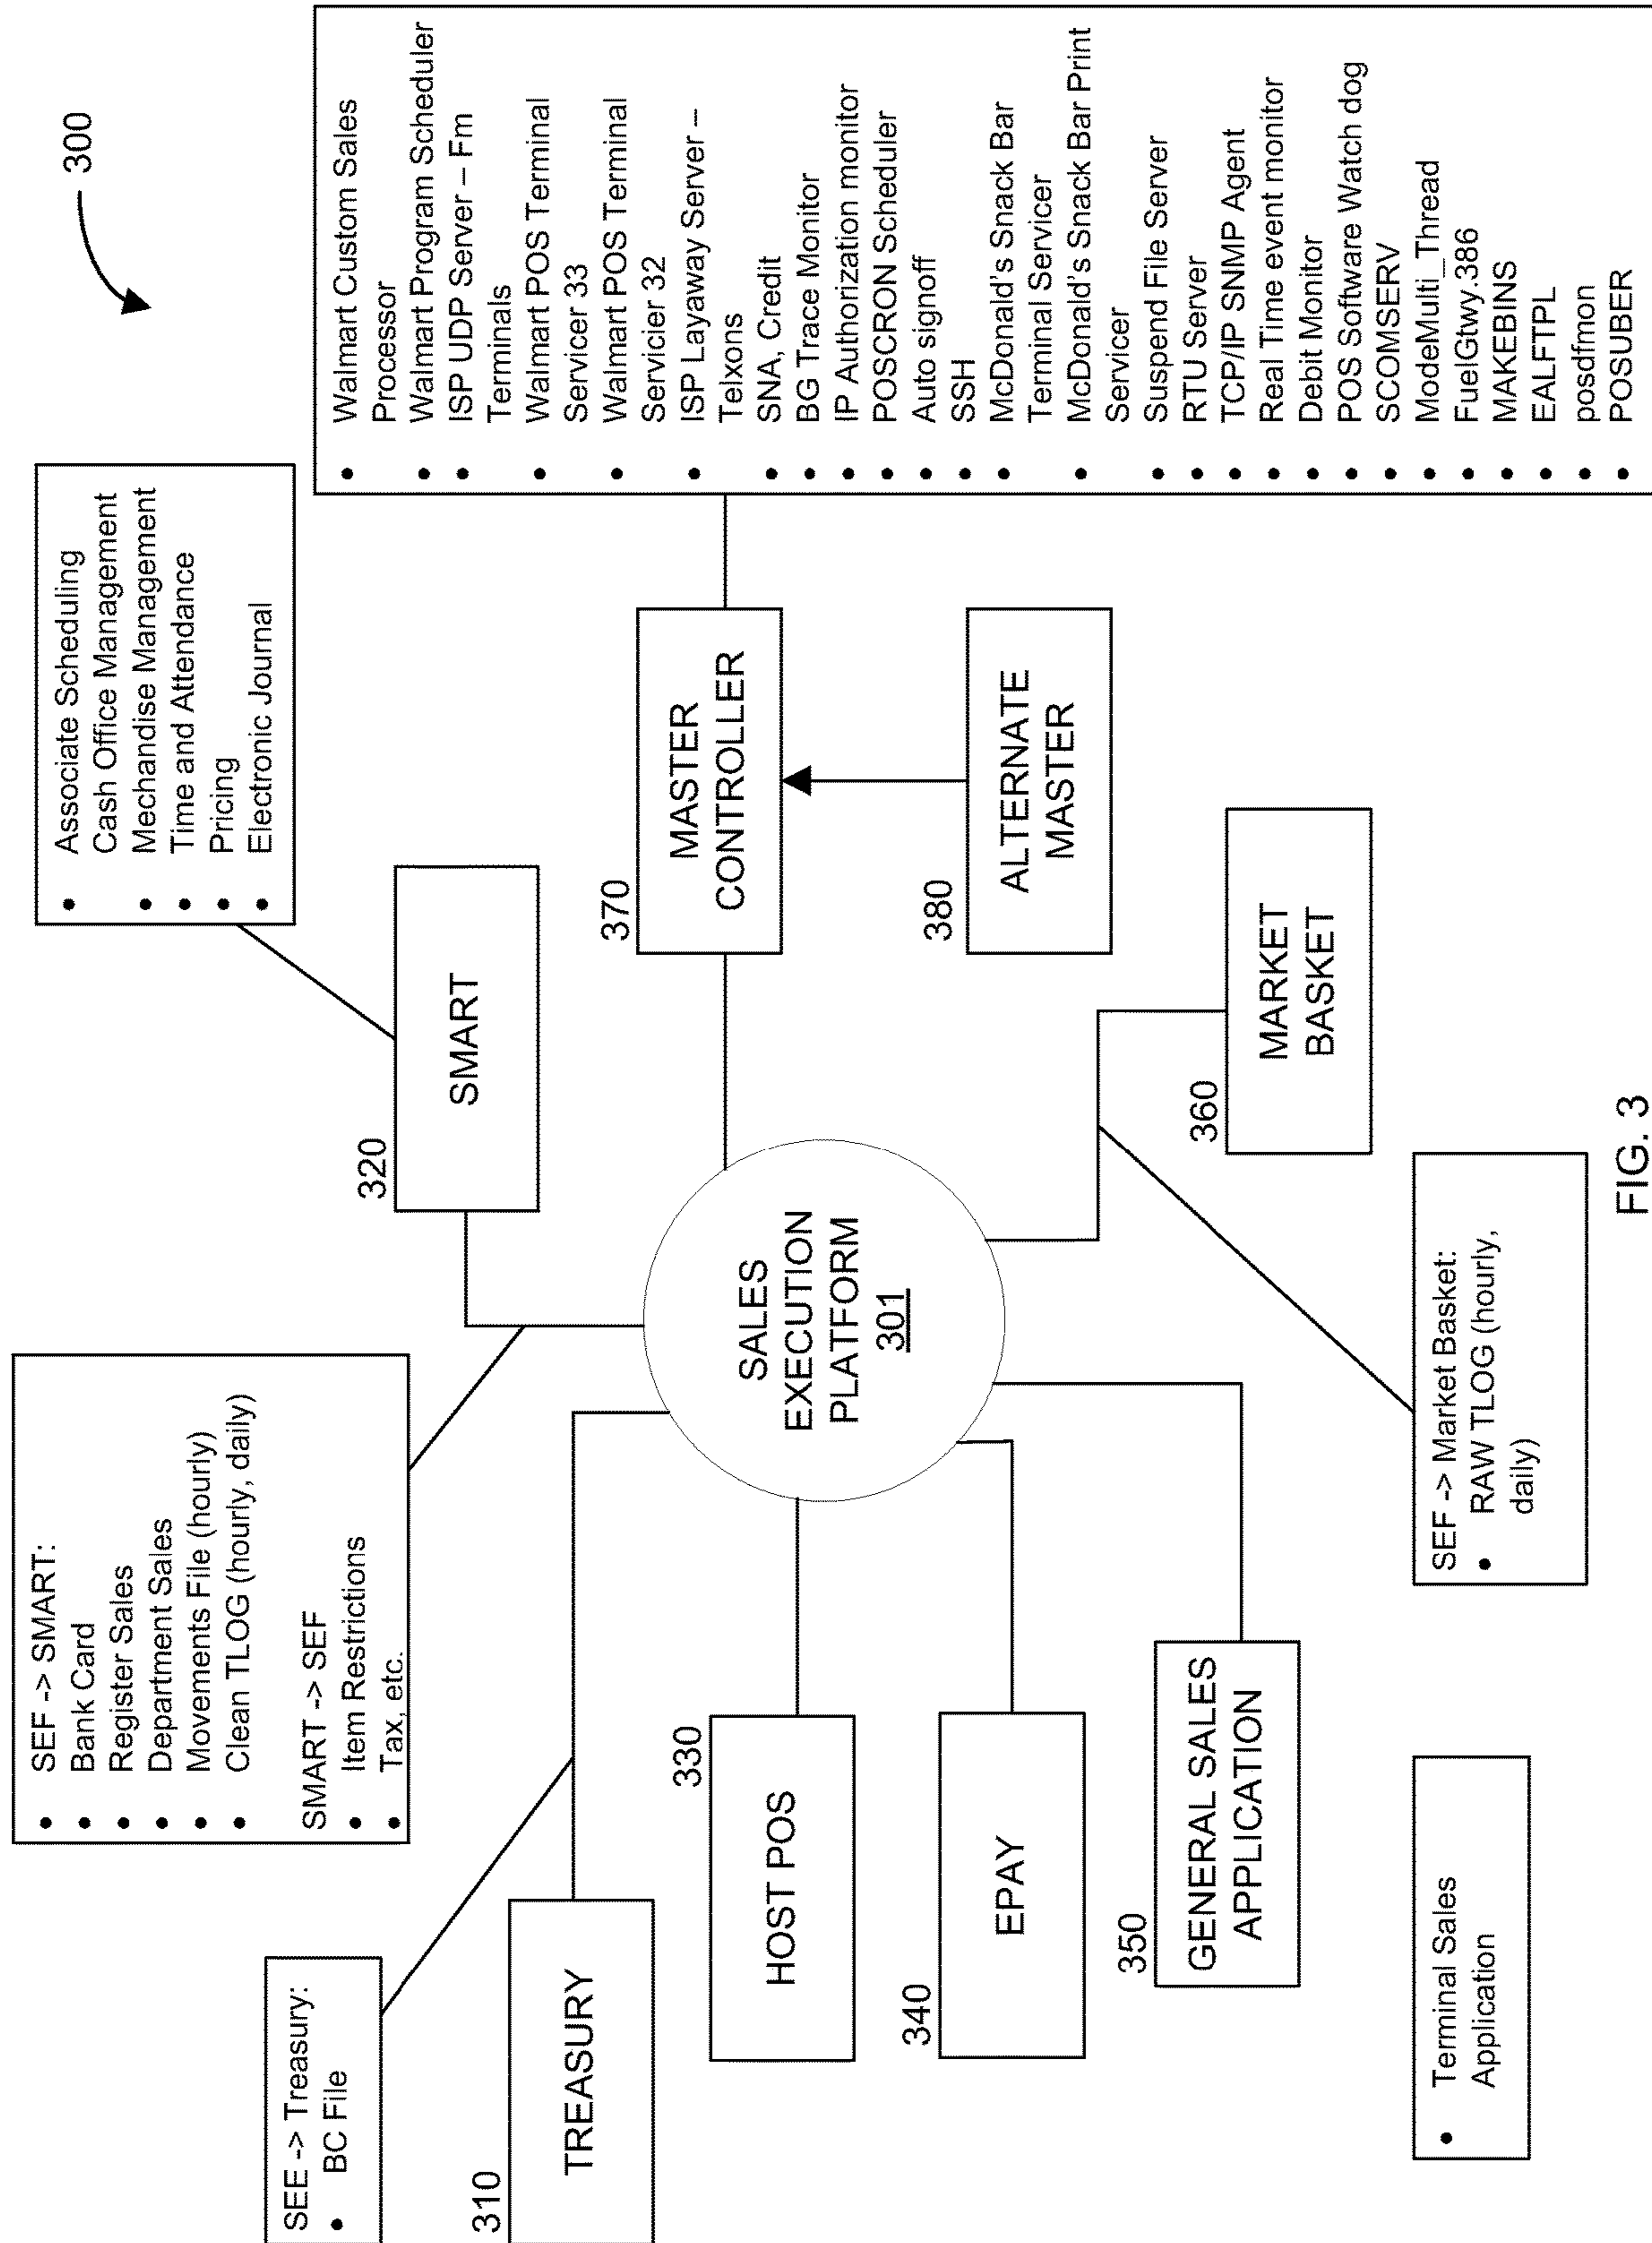 300
SEE -> Treasury:
• BC File
SEF -> SMART:
• Bank Card
• Register Sales
• Department Sales
• Movements File (hourly)
• Clean TLOG (hourly, daily)
SMART -> SEF
• Item Restrictions
• Tax, etc.
• Associate Scheduling
Cash Office Management
• Mechandise Management
• Time and Attendance
• Pricing
• Electronic Journal
310
TREASURY
320
SMART
330
HOST POS
340
EPAY
350
GENERAL SALES
APPLICATION
SALES
EXECUTION
PLATFORM
301
360
MARKET
BASKET
370
MASTER
CONTROLLER
380
ALTERNATE
MASTER
• Walmart Custom Sales
Processor
• Walmart Program Scheduler
• ISP UDP Server – Fm
Terminals
• Walmart POS Terminal
Servicer 33
• Walmart POS Terminal
Servicier 32
• ISP Layaway Server –
Telxons
• SNA, Credit
• BG Trace Monitor
• IP Authorization monitor
• POSCRON Scheduler
• Auto signoff
• SSH
• McDonald's Snack Bar
Terminal Servicer
• McDonald's Snack Bar Print
Servicer
• Suspend File Server
• RTU Server
• TCP/IP SNMP Agent
• Real Time event monitor
• Debit Monitor
• POS Software Watch dog
• SCOMSERV
• ModeMulti_Thread
• FuelGtwy.386
• MAKEBINS
• EALFTPL
• posdfmon
• POSUBER
• Terminal Sales
Application
SEF -> Market Basket:
• RAW TLOG (hourly,
daily)
FIG. 3